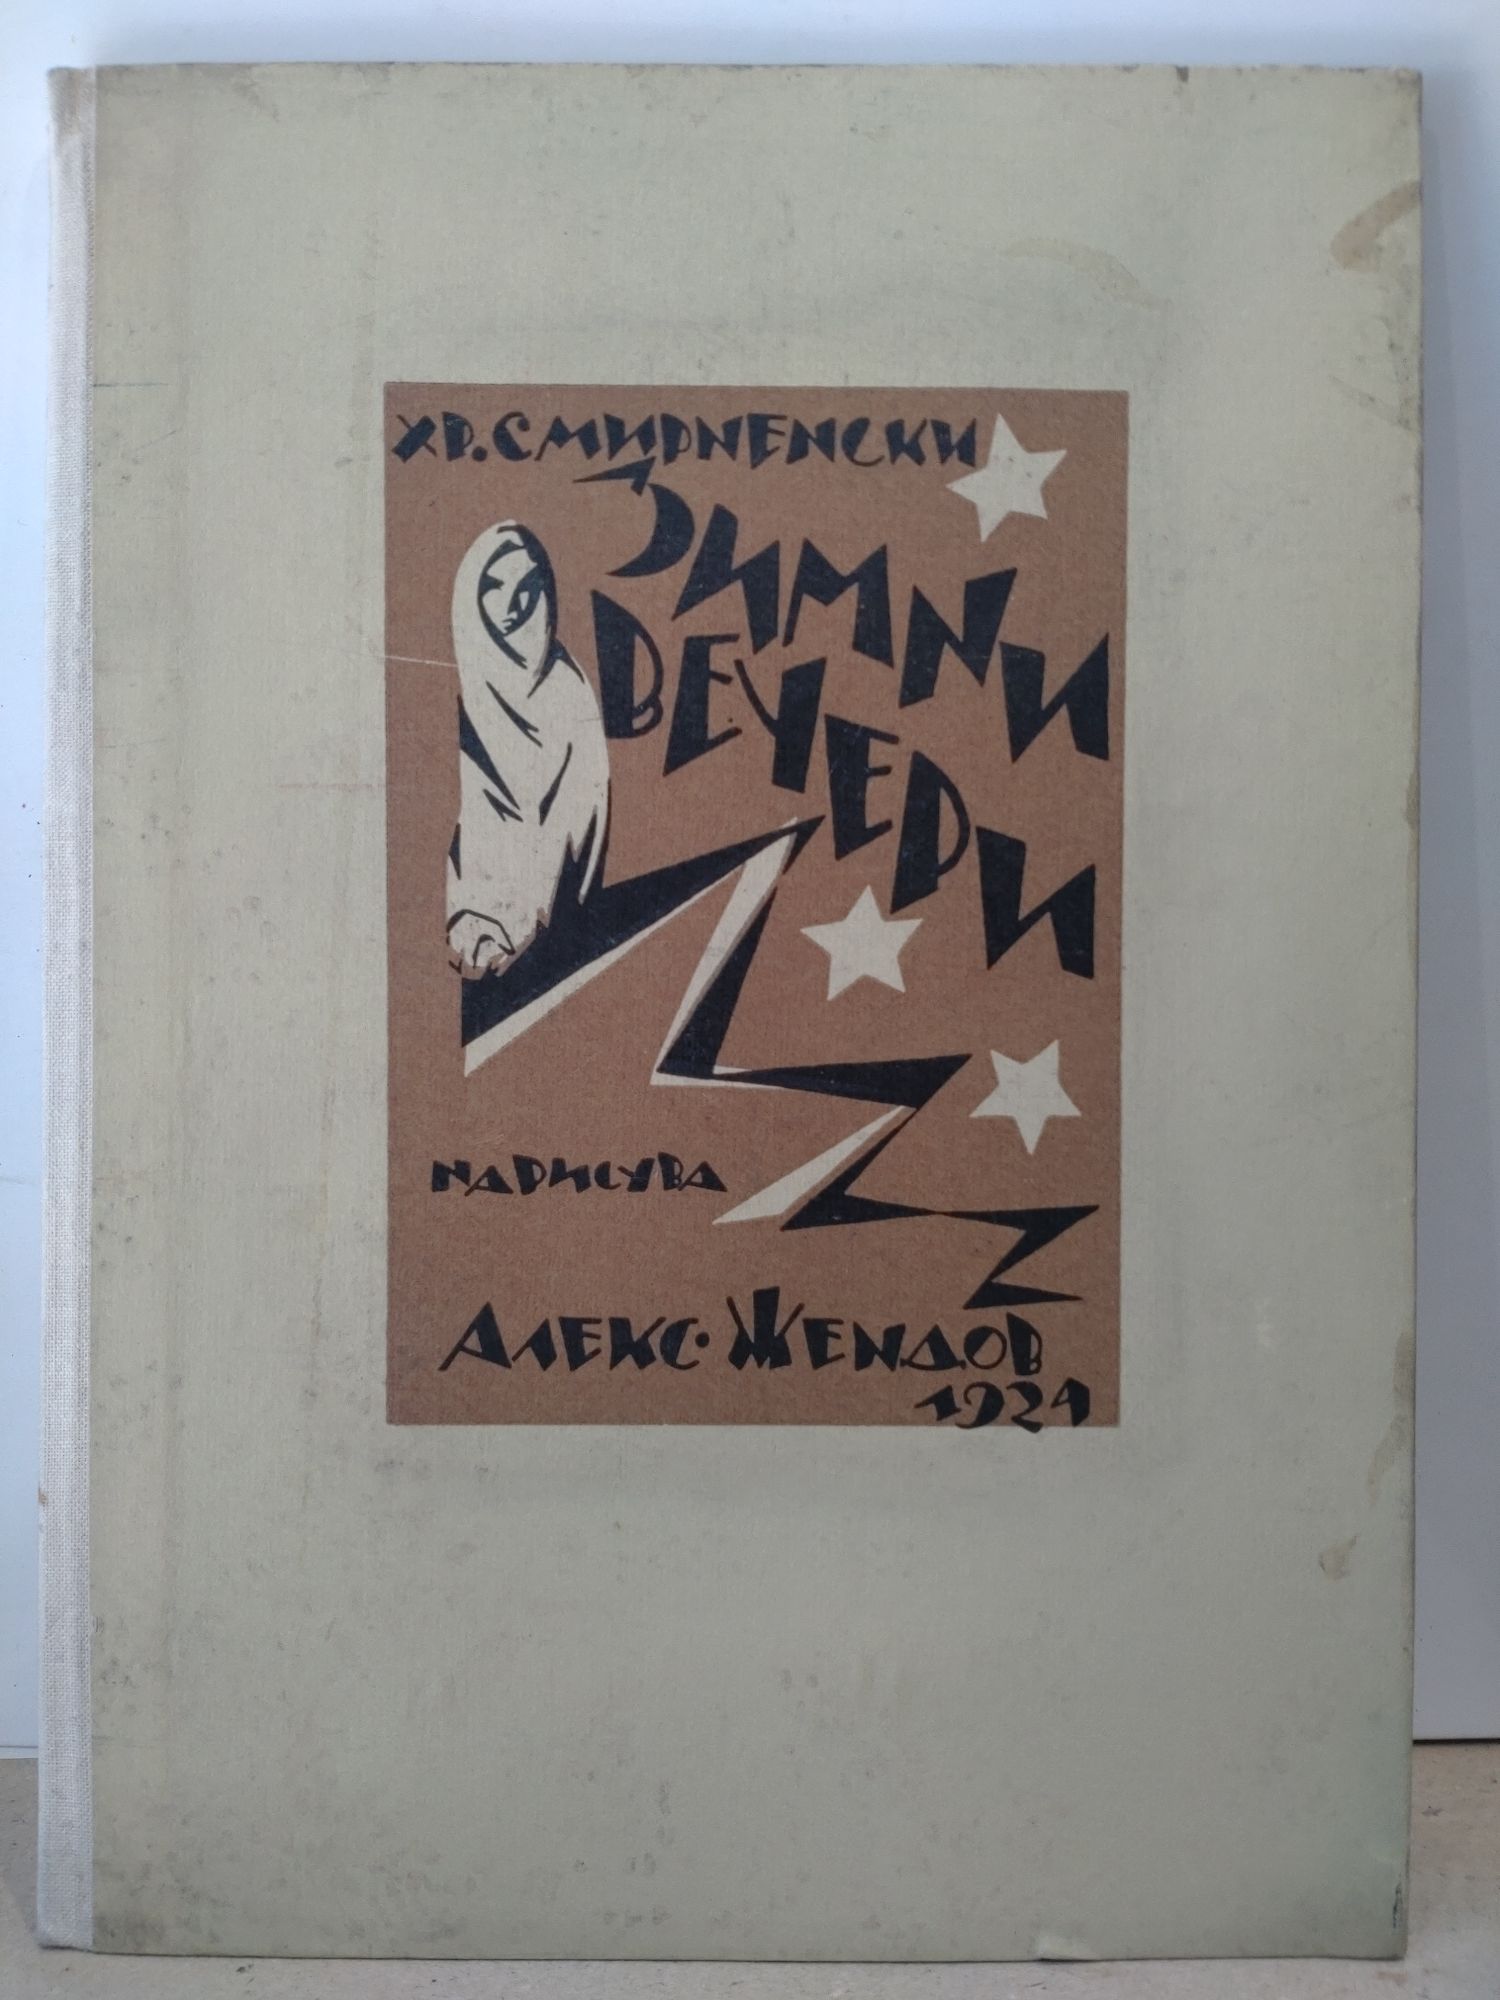 ХР. СМИРНЕНСКИ
ЗИМНИ
ВЕЧЕРИ
НАРИСУВА
АЛЕКС. ЖЕНДОВ
1924